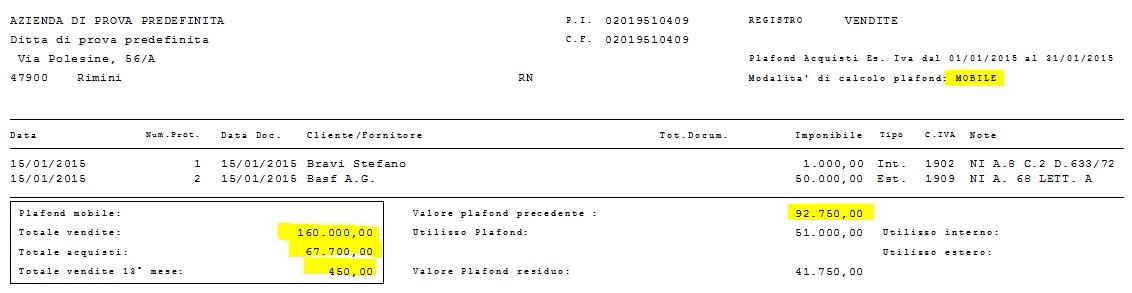 AZIENDA DI PROVA PREDEFINITA P.I. 02019510409 REGISTRO VENDITE
Ditta di prova predefinita C.F. 02019510409
Via Polesine, 56/A Plafond Acquisti Es. Iva dal 01/01/2015 al 31/01/2015
47900 Rimini RN Modalita' di calcolo plafond: MOBILE
Data Num.Prot. Data Doc. Cliente/Fornitore Tot.Docum. Imponibile Tipo C.IVA Note
15/01/2015 1 15/01/2015 Bravi Stefano 1.000,00 Int. 1902 NI A.8 C.2 D.633/72
15/01/2015 2 15/01/2015 Basf A.G. 50.000,00 Est. 1909 NI A. 68 LETT. A
Plafond mobile: Valore plafond precedente : 92.750,00
Totale vendite: 160.000,00 Utilizzo Plafond: 51.000,00 Utilizzo interno:
Totale acquisti: 67.700,00 Utilizzo estero:
Totale vendite 13° mese: 450,00 Valore Plafond residuo: 41.750,00